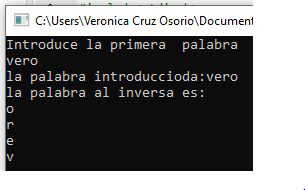 C:\Users\Veronica Cruz Osorio\Document
Introduce la primera  palabra
vero
la palabra introduccioda:vero
la palabra al inversa es:
o
r
e
v